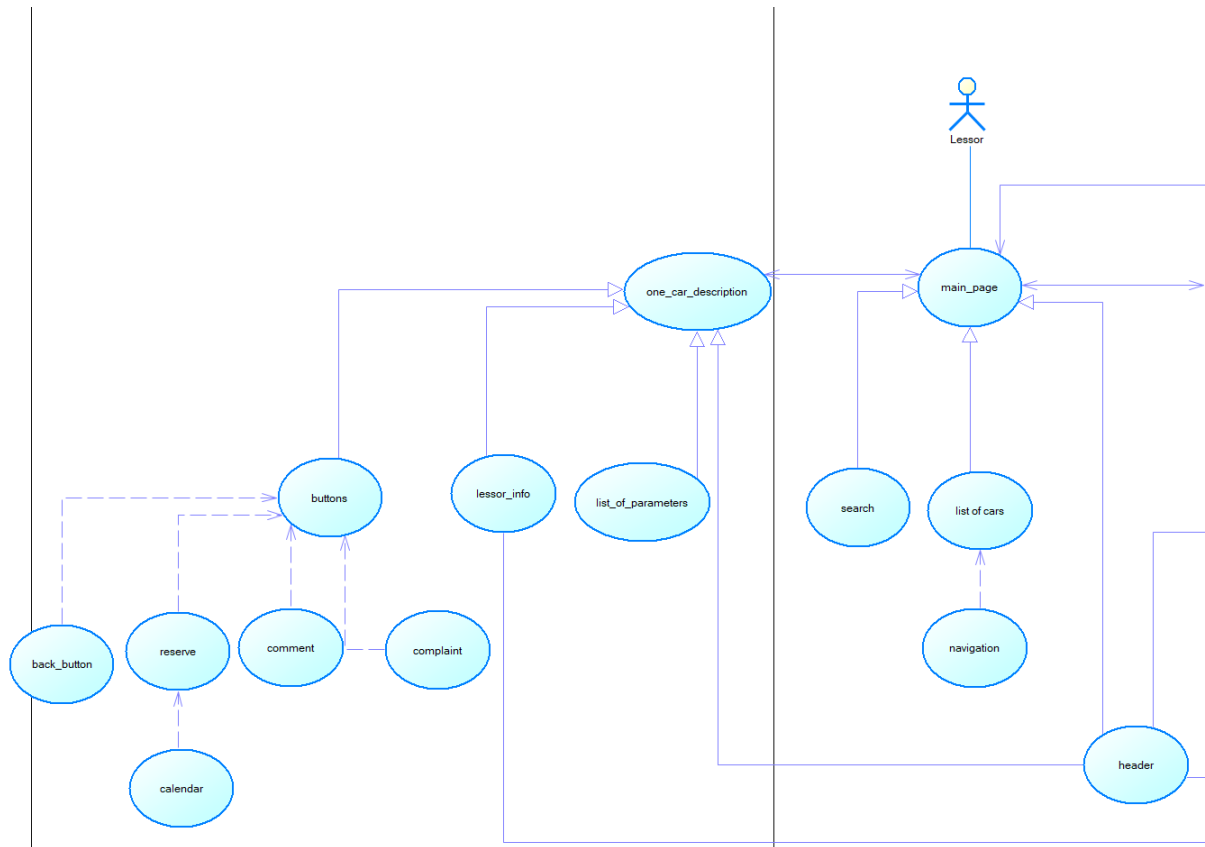 Lessor
one_car_description
main_page
buttons
lessor_info
list_of_parameters
search
list of cars
back_button
reserve
comment
complaint
navigation
calendar
header